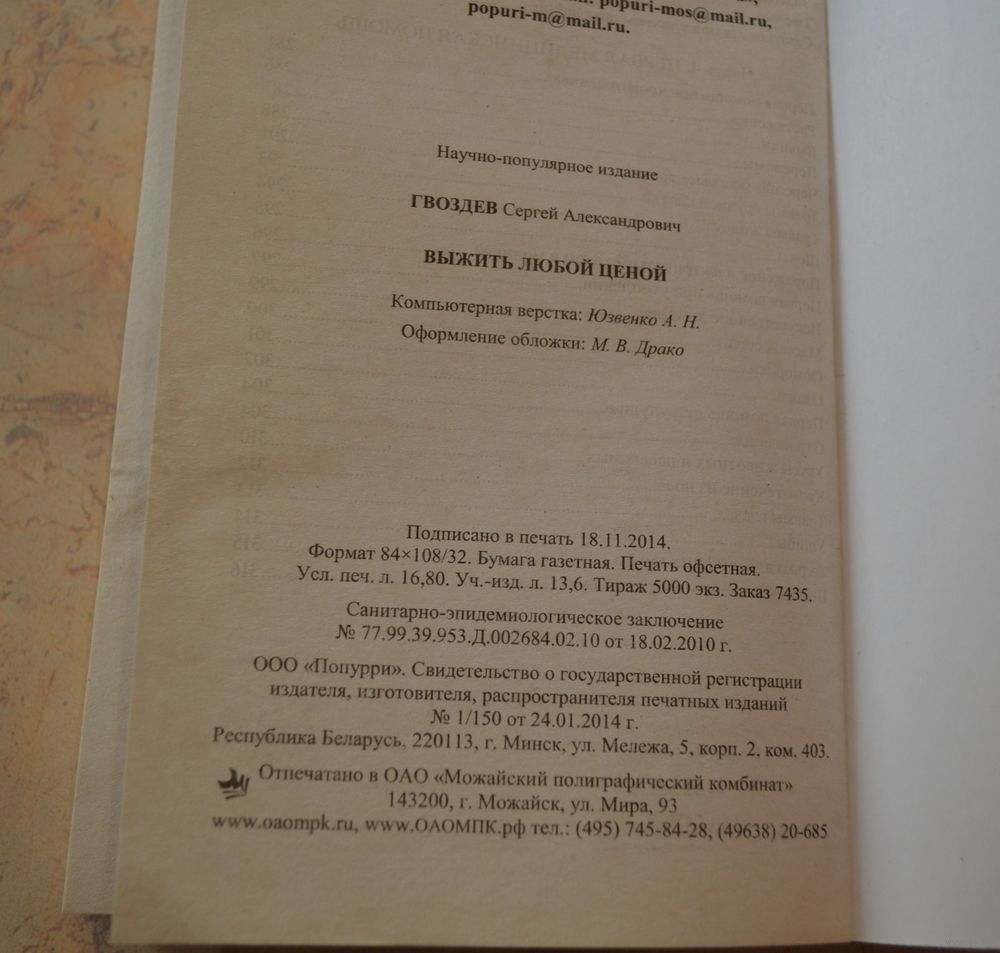 popuri-mos@mail.ru,
popuri-m@mail.ru.
Научно-популярное издание
ГВОЗДЕВ Сергей Александрович
ВЫЖИТЬ ЛЮБОЙ ЦЕНОЙ
Компьютерная верстка: Юзвенко А. Н.
Оформление обложки: М. В. Драко
Подписано в печать 18.11.2014.
Формат 84×108/32. Бумага газетная. Печать офсетная.
Усл. печ. л. 16,80. Уч.-изд. л. 13,6. Тираж 5000 экз. Заказ 7435.
Санитарно-эпидемиологическое заключение
№ 77.99.39.953.Д.002684.02.10 от 18.02.2010 г.
ООО «Попурри». Свидетельство о государственной регистрации
издателя, изготовителя, распространителя печатных изданий
№ 1/150 от 24.01.2014 г.
Республика Беларусь, 220113, г. Минск, ул. Мележа, 5, корп. 2, ком. 403.
Отпечатано в ОАО «Можайский полиграфический комбинат»
143200, г. Можайск, ул. Мира, 93
www.oaompk.ru, www.ОАОМПК.рф тел.: (495) 745-84-28, (49638) 20-685